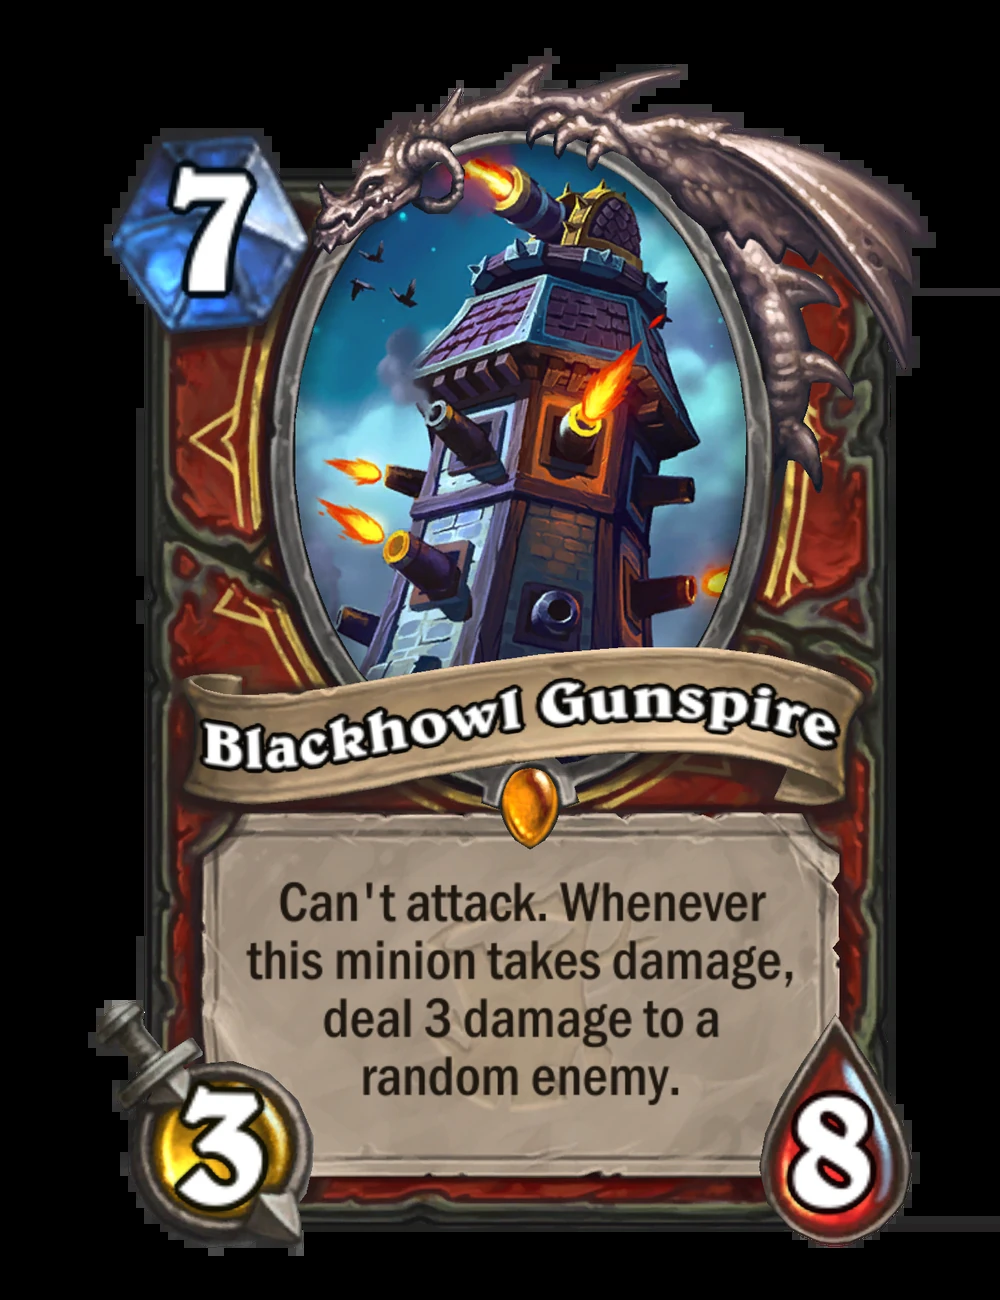 7
Blackhowl Gunspire
Can't attack. Whenever
this minion takes damage,
deal 3 damage to a
random enemy.
3
8